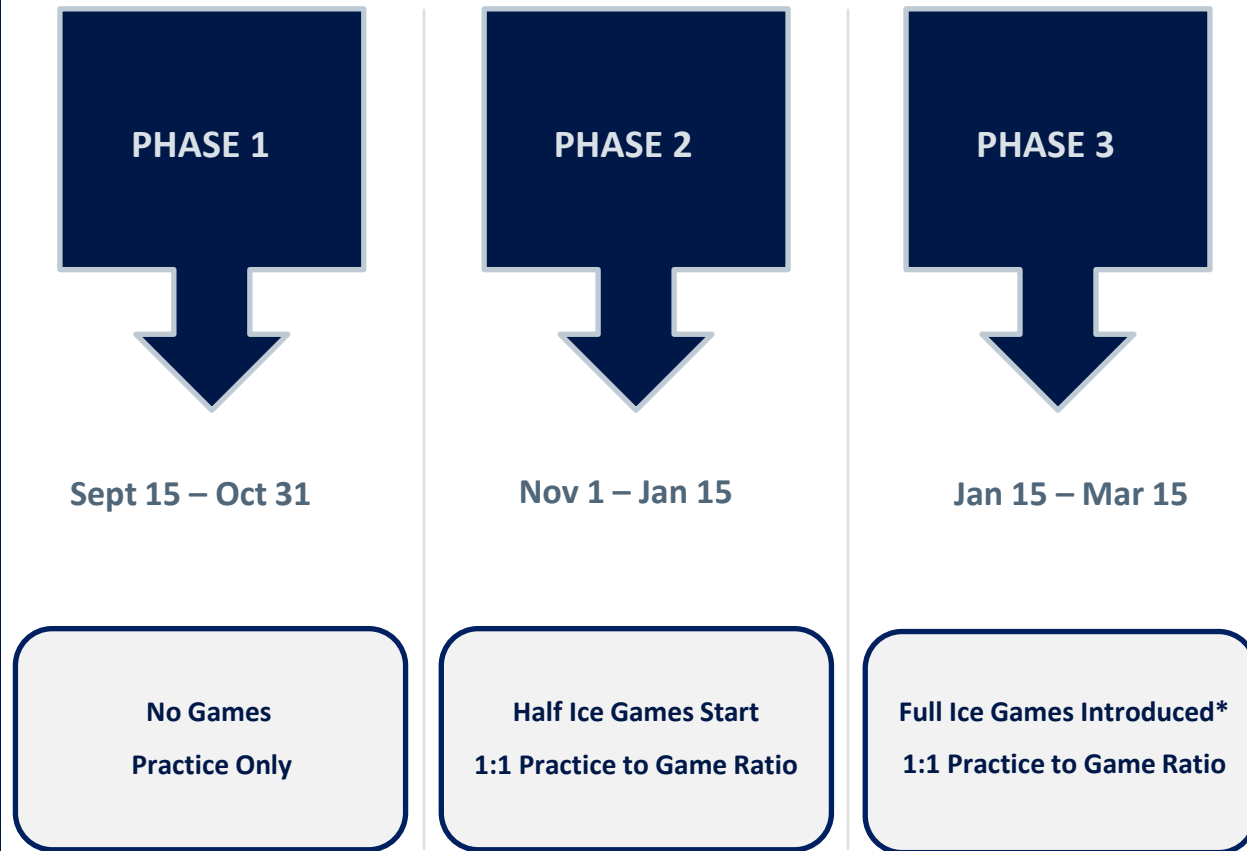 PHASE 1
PHASE 2
PHASE 3
Sept 15 – Oct 31
Nov 1 – Jan 15
Jan 15 – Mar 15
No Games
Practice Only
Half Ice Games Start
1:1 Practice to Game Ratio
Full Ice Games Introduced*
1:1 Practice to Game Ratio